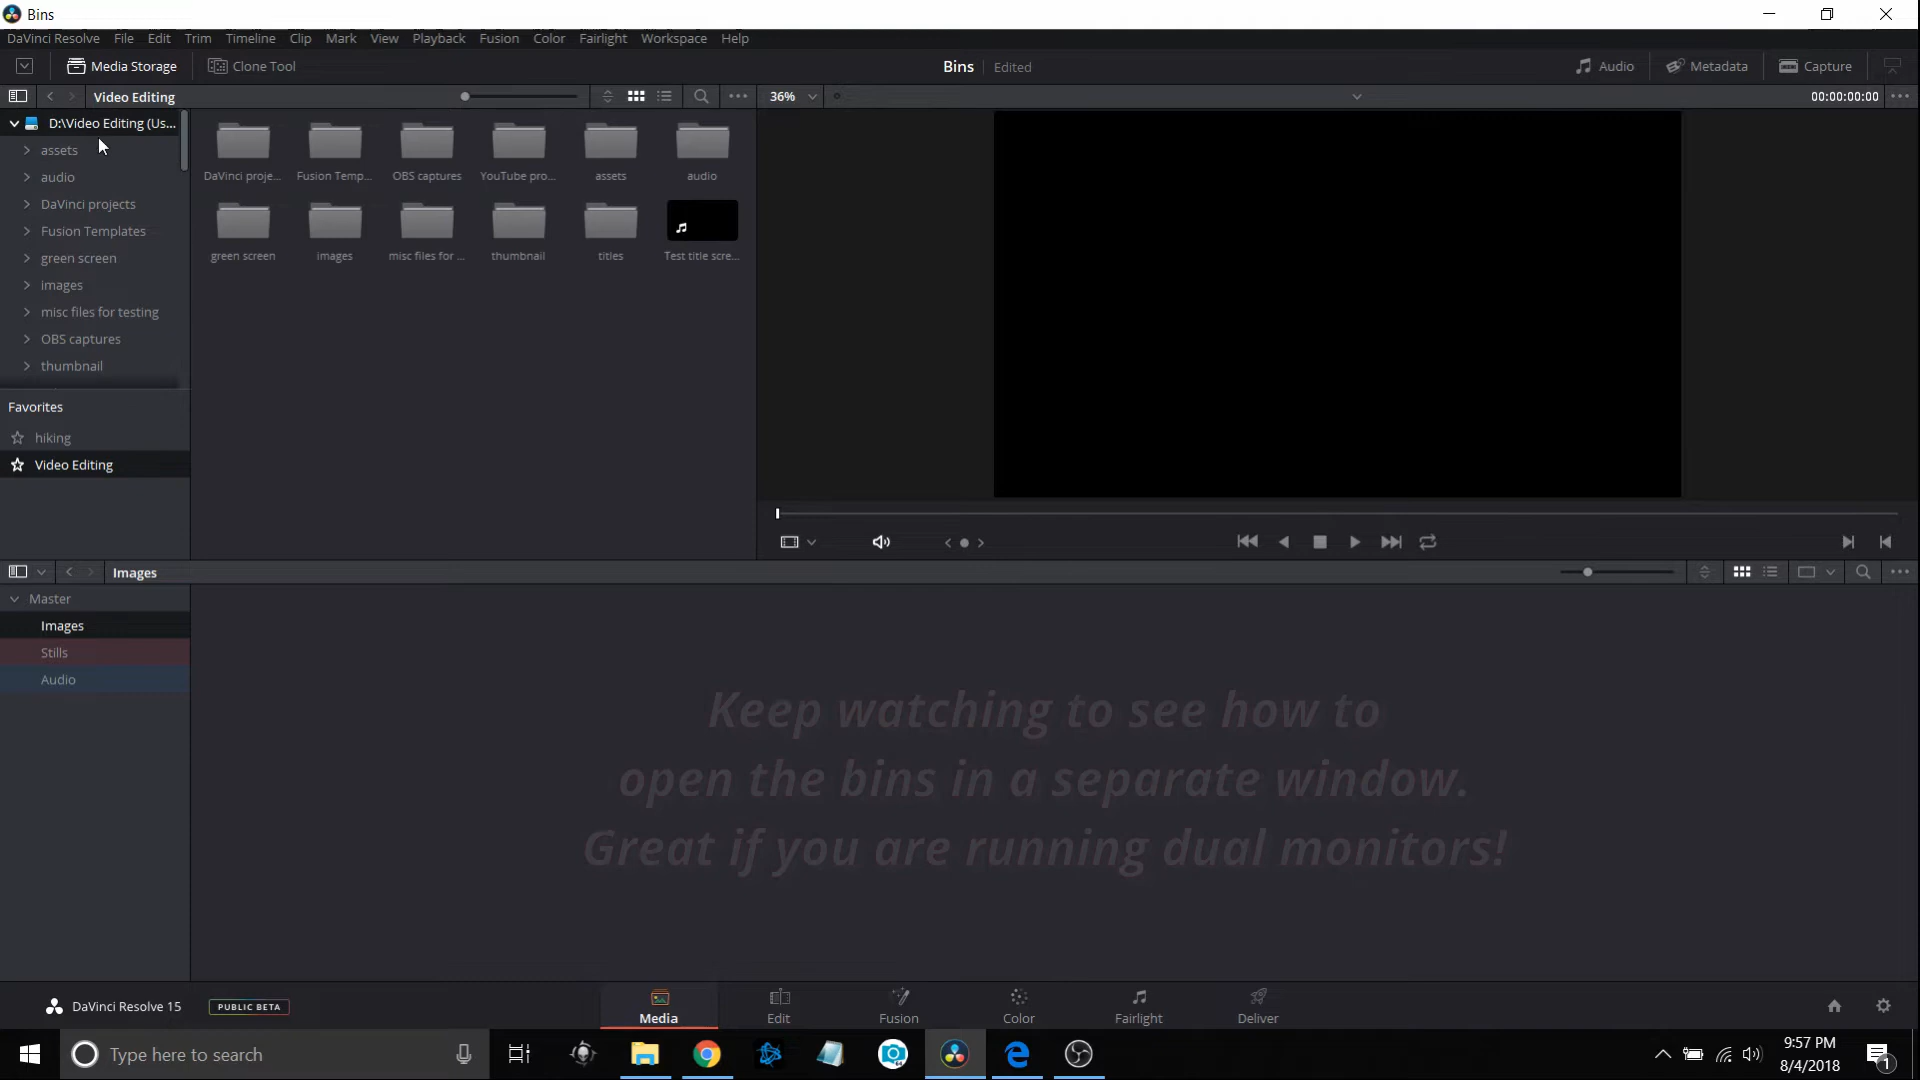 Bins
DaVinci Resolve File Edit Trim Timeline Clip Mark View Playback Fusion Color Fairlight Workspace Help
Media Storage Clone Tool Bins Edited Audio Metadata Capture
Video Editing 36% 00:00:00:00
D:\Video Editing (Us...
assets
audio
DaVinci projects
Fusion Templates
green screen
images
misc files for testing
OBS captures
thumbnail
DaVinci proje... Fusion Temp... OBS captures YouTube pro... assets audio
green screen images misc files for ... thumbnail titles Test title scre...
Favorites
hiking
Video Editing
Images
Master
Images
Stills
Audio
Keep watching to see how to
open the bins in a separate window.
Great if you are running dual monitors!
DaVinci Resolve 15 PUBLIC BETA
Media Edit Fusion Color Fairlight Deliver
Type here to search
9:57 PM
8/4/2018
1